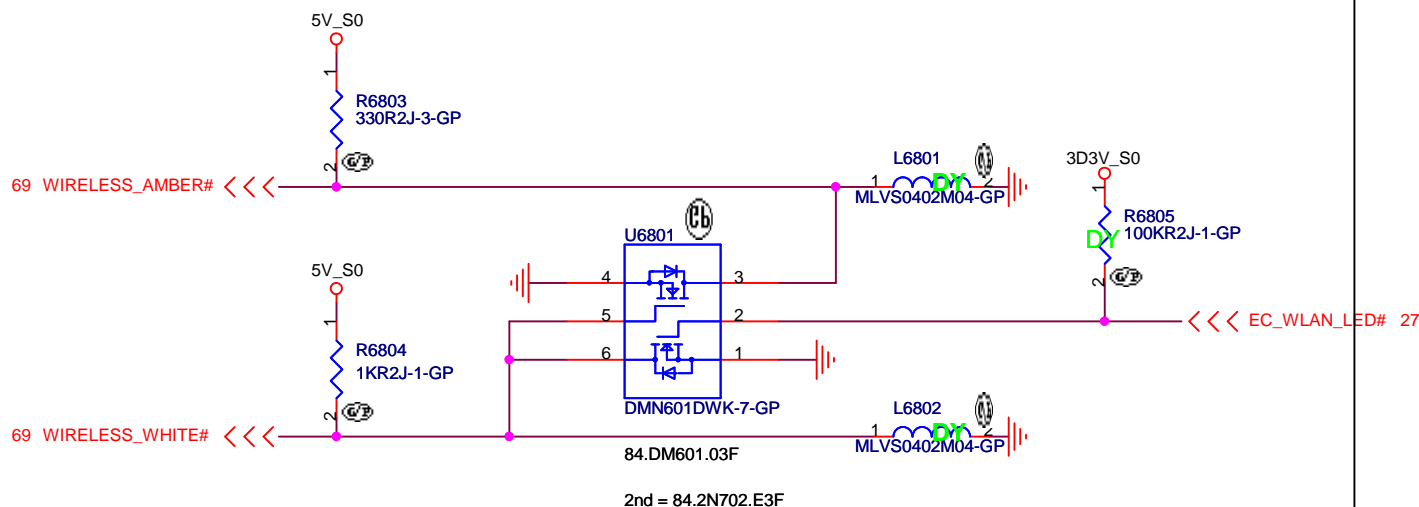 5V_S0
1
R6803
330R2J-3-GP
2
G/P
69 WIRELESS_AMBER#
L6801
1
DY
2
MLVS0402M04-GP
3D3V_S0
1
R6805
100KR2J-1-GP
DY
2
G/P
U6801
4
3
5
2
6
1
DMN601DWK-7-GP
EC_WLAN_LED# 27
5V_S0
1
R6804
1KR2J-1-GP
2
G/P
69 WIRELESS_WHITE#
L6802
1
DY
2
MLVS0402M04-GP
84.DM601.03F
2nd = 84.2N702.E3F